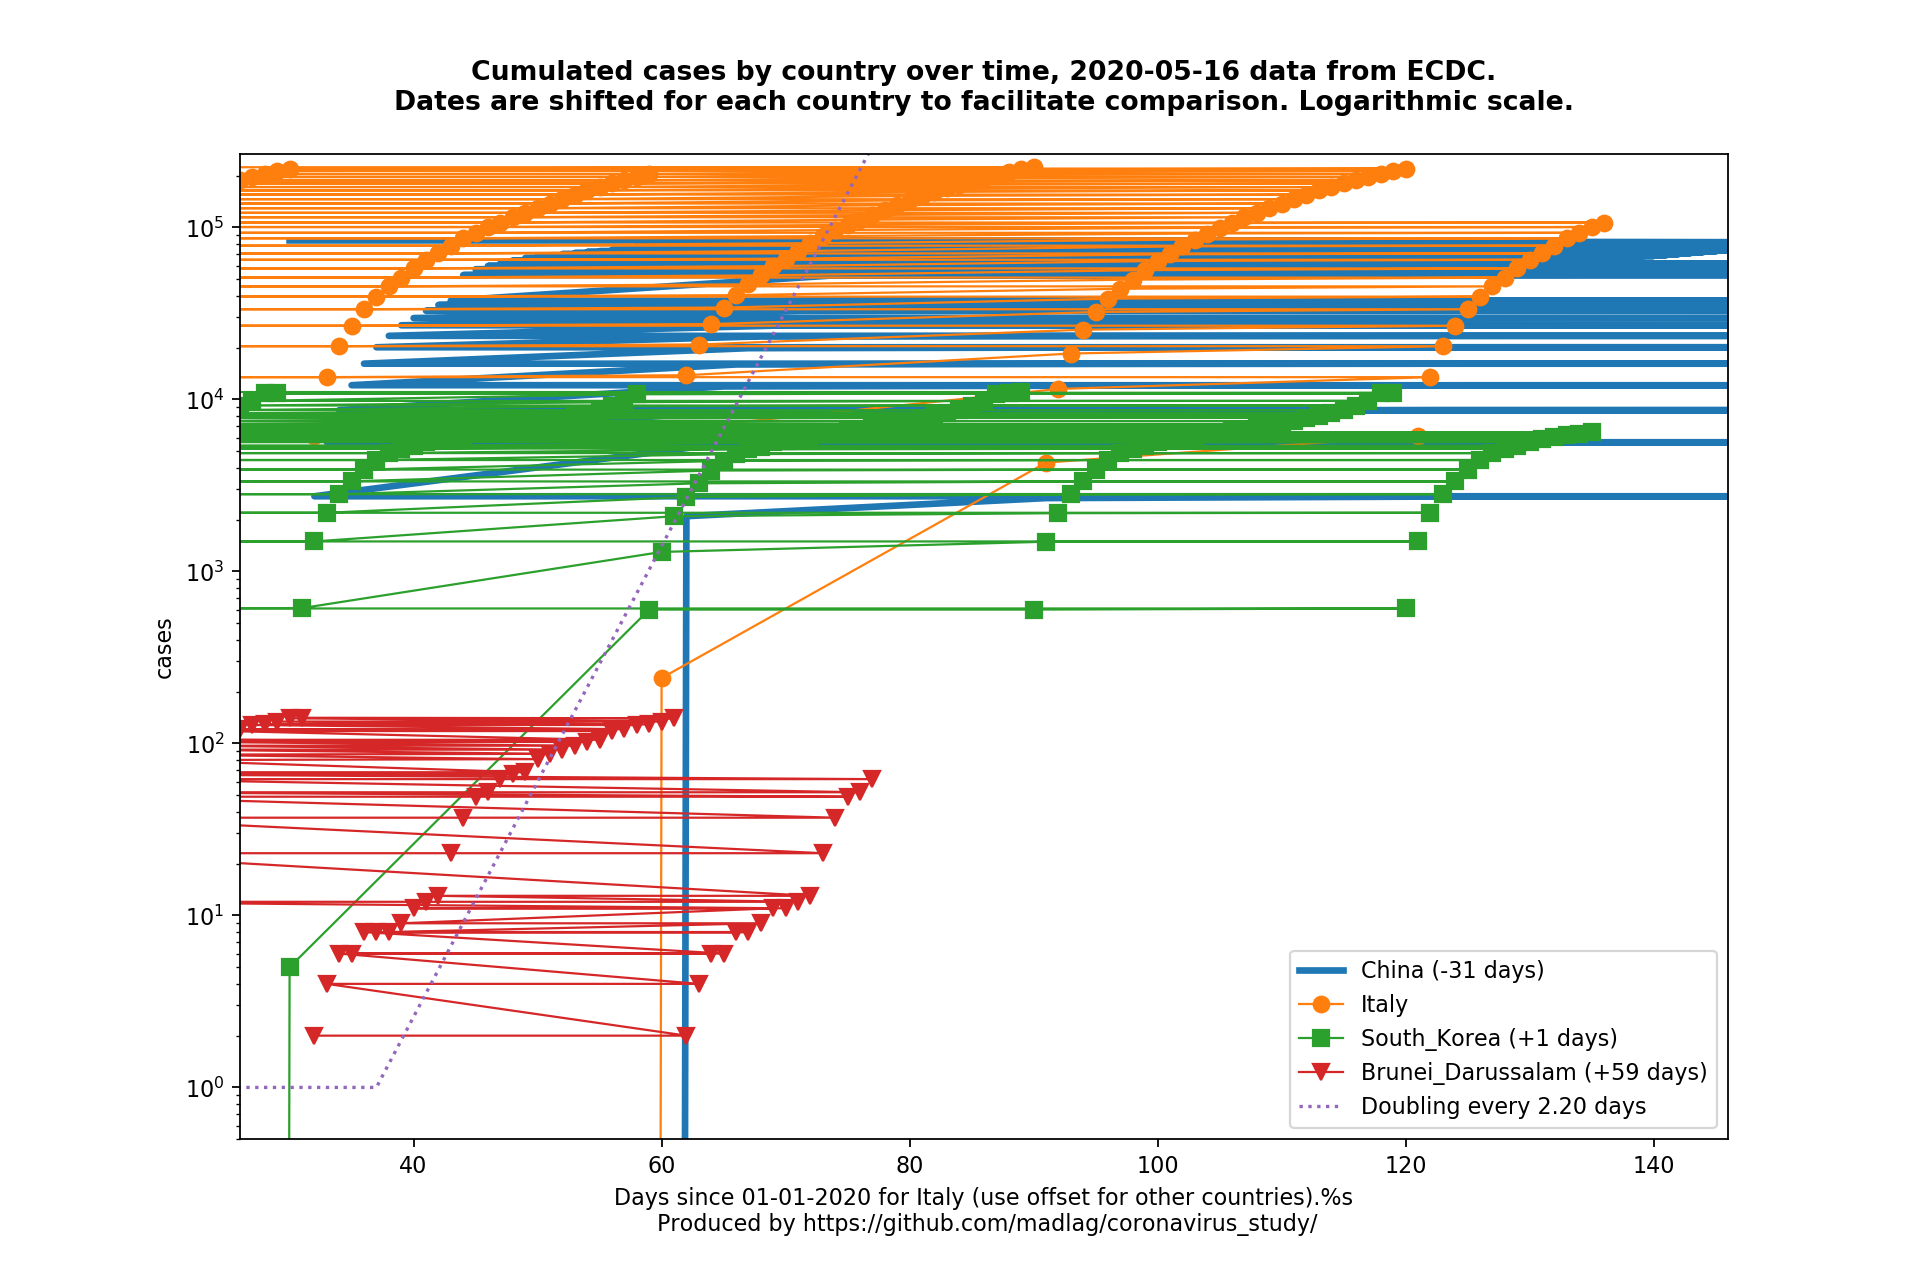 Cumulated cases by country over time, 2020-05-16 data from ECDC.
Dates are shifted for each country to facilitate comparison. Logarithmic scale.
10^5
10^4
10^3
10^2
10^1
10^0
cases
China (-31 days)
Italy
South_Korea (+1 days)
Brunei_Darussalam (+59 days)
Doubling every 2.20 days
40 60 80 100 120 140
Days since 01-01-2020 for Italy (use offset for other countries).%s
Produced by https://github.com/madlag/coronavirus_study/